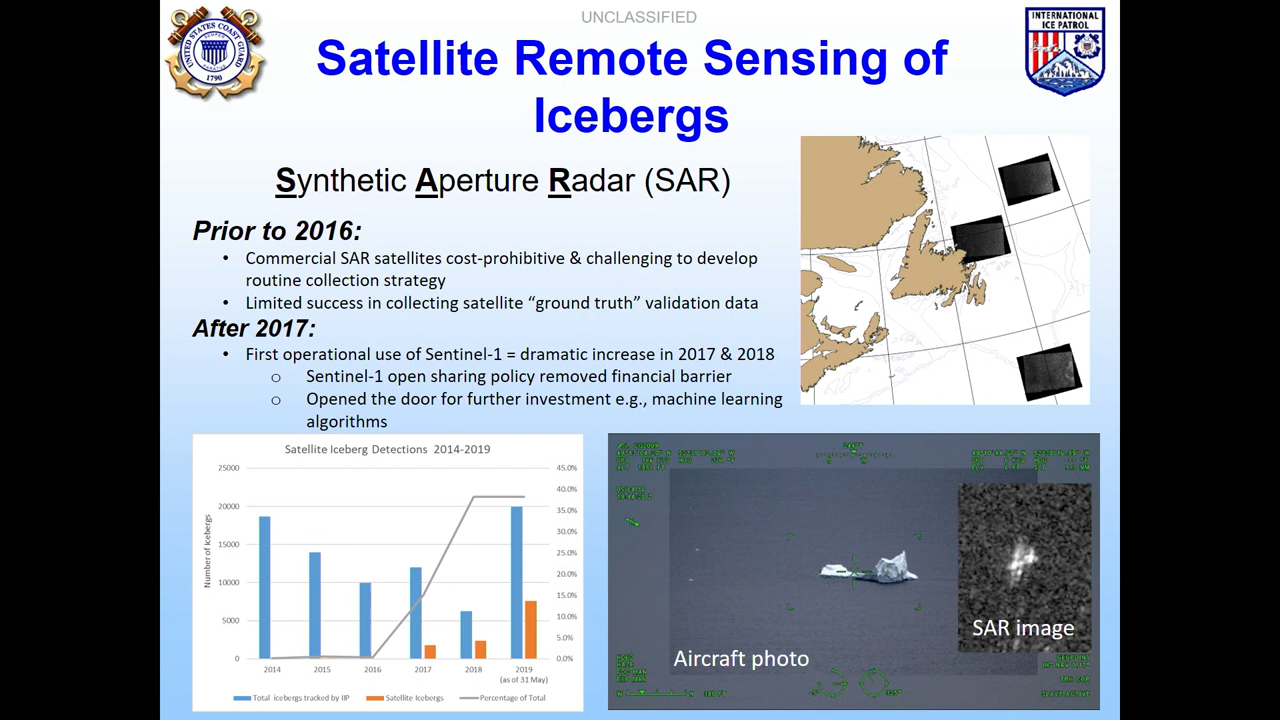 UNCLASSIFIED
UNITED STATES COAST GUARD
1790
INTERNATIONAL
ICE PATROL
Satellite Remote Sensing of
Icebergs
Synthetic Aperture Radar (SAR)
Prior to 2016:
• Commercial SAR satellites cost-prohibitive & challenging to develop
routine collection strategy
• Limited success in collecting satellite “ground truth” validation data
After 2017:
• First operational use of Sentinel-1 = dramatic increase in 2017 & 2018
o Sentinel-1 open sharing policy removed financial barrier
o Opened the door for further investment e.g., machine learning
algorithms
Satellite Iceberg Detections 2014-2019
Number of Icebergs
25000
20000
15000
10000
5000
0
45.0%
40.0%
35.0%
30.0%
25.0%
20.0%
15.0%
10.0%
5.0%
0.0%
2014 2015 2016 2017 2018 2019
(as of 31 May)
Total icebergs tracked by IIP Satellite Icebergs Percentage of Total
SAR image
Aircraft photo